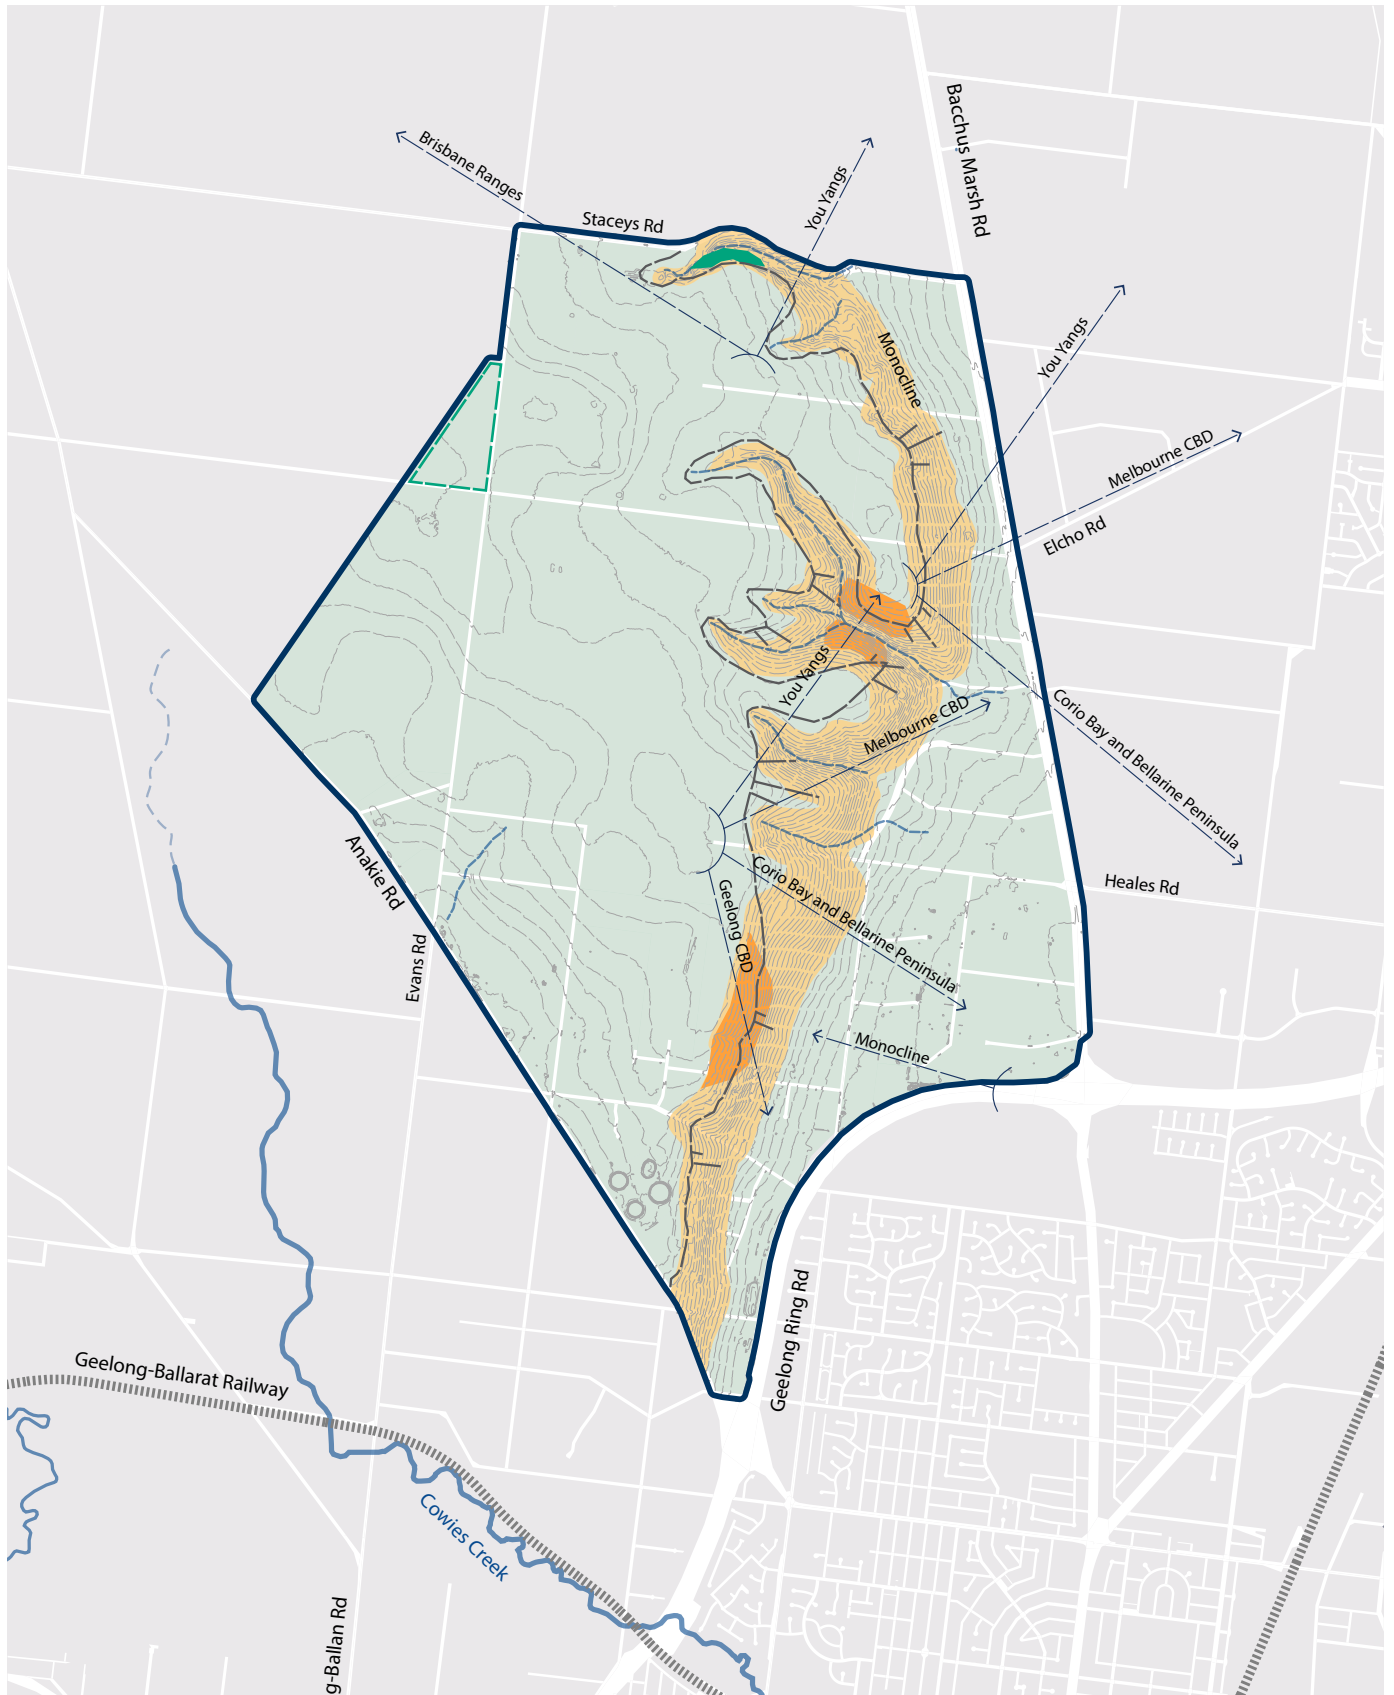 Bacchus Marsh Rd
Brisbane Ranges
You Yangs
Staceys Rd
You Yangs
Monocline
Melbourne CBD
Elcho Rd
You Yangs
Melbourne CBD
Corio Bay and Bellarine Peninsula
Anakie Rd
Heales Rd
Corio Bay and Bellarine Peninsula
Geelong CBD
Evans Rd
Monocline
Geelong Ring Rd
Geelong-Ballarat Railway
Cowies Creek
g-Ballan Rd